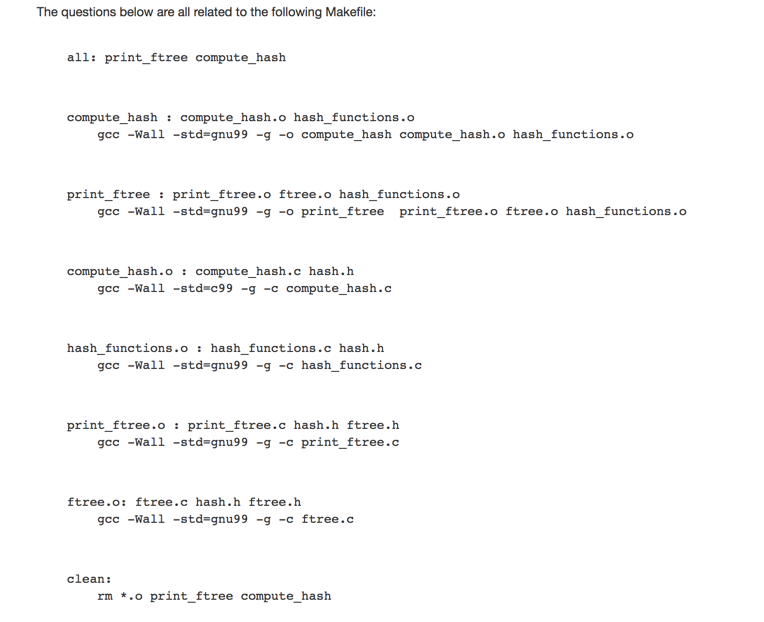 The questions below are all related to the following Makefile:
all: print_ftree compute_hash
compute_hash : compute_hash.o hash_functions.o
gcc -Wall -std=gnu99 -g -o compute_hash compute_hash.o hash_functions.o
print_ftree : print_ftree.o ftree.o hash_functions.o
gcc -Wall -std=gnu99 -g -o print_ftree  print_ftree.o ftree.o hash_functions.o
compute_hash.o : compute_hash.c hash.h
gcc -Wall -std=c99 -g -c compute_hash.c
hash_functions.o : hash_functions.c hash.h
gcc -Wall -std=gnu99 -g -c hash_functions.c
print_ftree.o : print_ftree.c hash.h ftree.h
gcc -Wall -std=gnu99 -g -c print_ftree.c
ftree.o: ftree.c hash.h ftree.h
gcc -Wall -std=gnu99 -g -c ftree.c
clean:
rm *.o print_ftree compute_hash